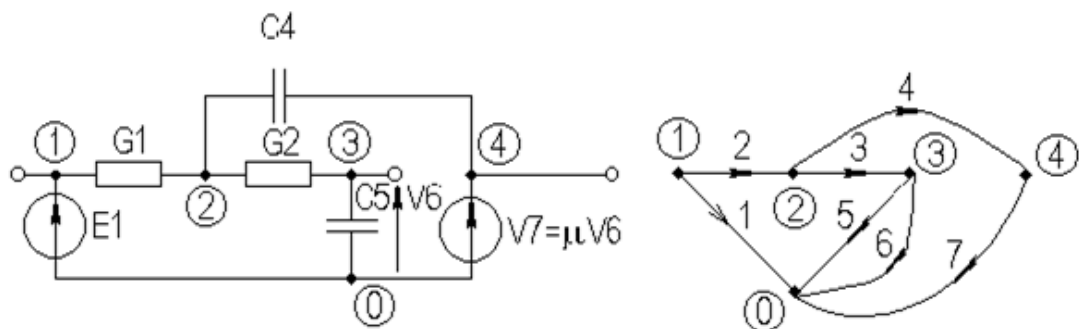 C4
① G1 G2 ③ ④
②
E1 C5 V6 V7=μV6
⓪
4
① 2 3 ③ ④
②
1 5 6 7
⓪